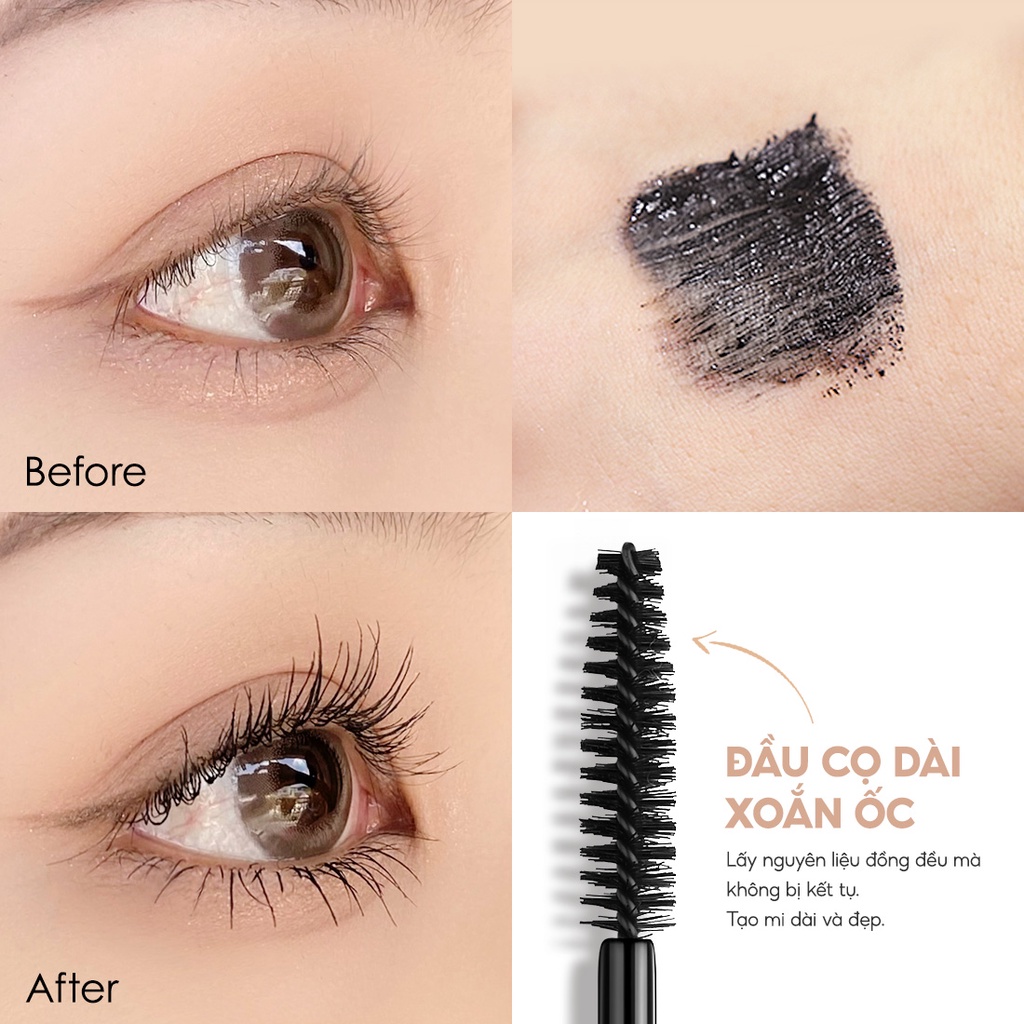 Before
After
ĐẦU CỌ DÀI
XOẮN ỐC
Lấy nguyên liệu đồng đều mà
không bị kết tụ.
Tạo mi dài và đẹp.